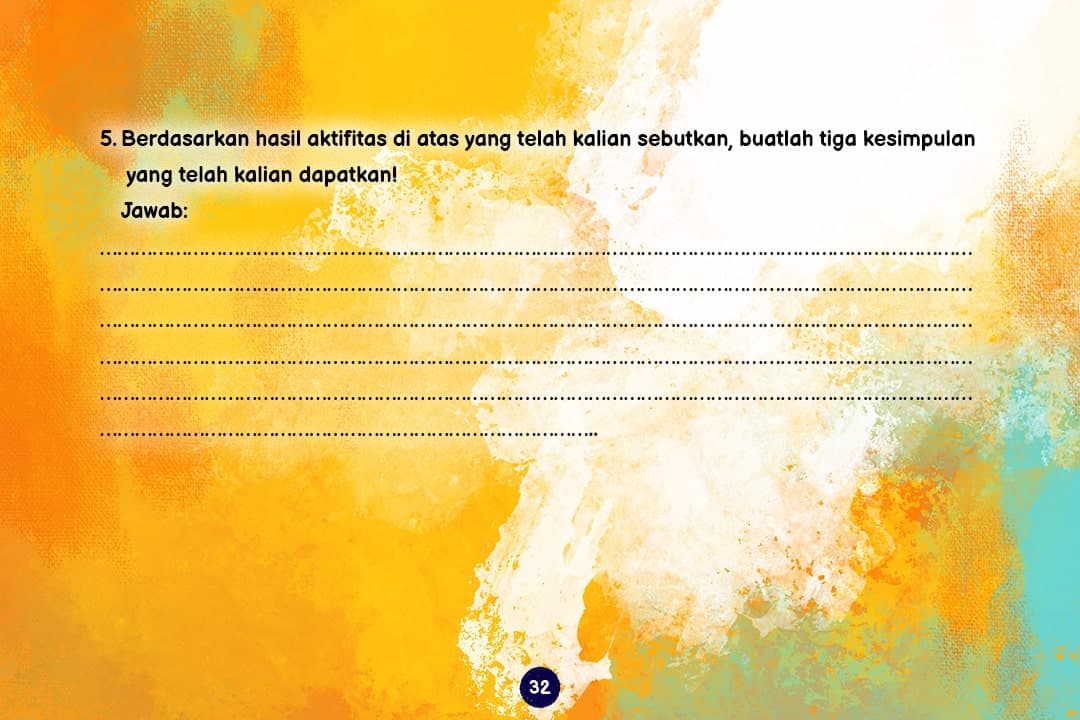 5. Berdasarkan hasil aktifitas di atas yang telah kalian sebutkan, buatlah tiga kesimpulan
yang telah kalian dapatkan!
Jawab:
........................................................................................................................
........................................................................................................................
........................................................................................................................
........................................................................................................................
........................................................................................................................
.....................................................................
32